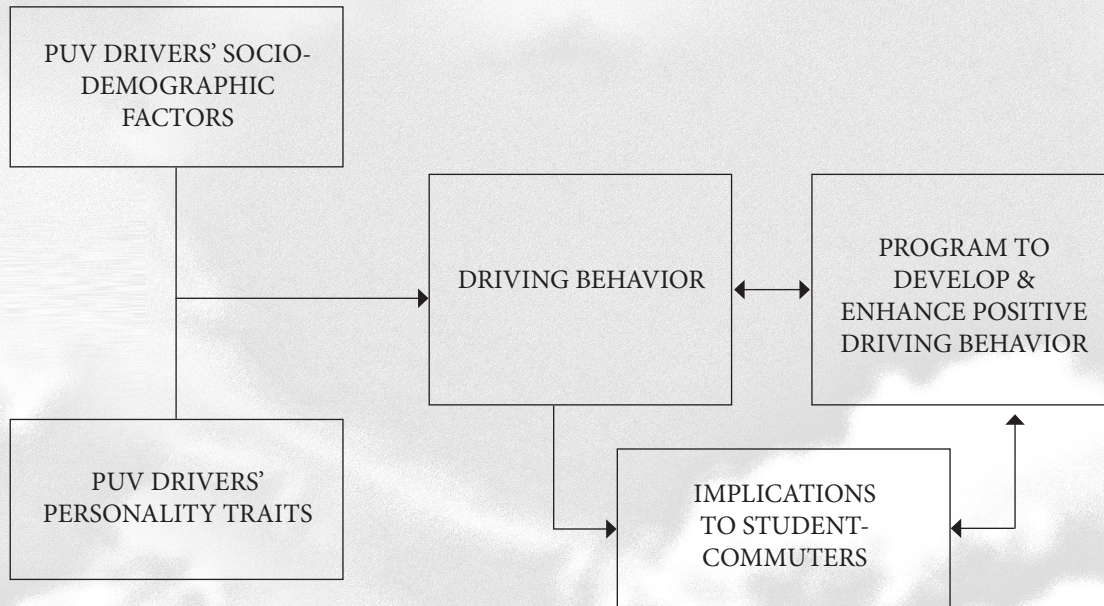 PUV DRIVERS’ SOCIO-
DEMOGRAPHIC
FACTORS
DRIVING BEHAVIOR
PROGRAM TO
DEVELOP &
ENHANCE POSITIVE
DRIVING BEHAVIOR
PUV DRIVERS’
PERSONALITY TRAITS
IMPLICATIONS
TO STUDENT-
COMMUTERS